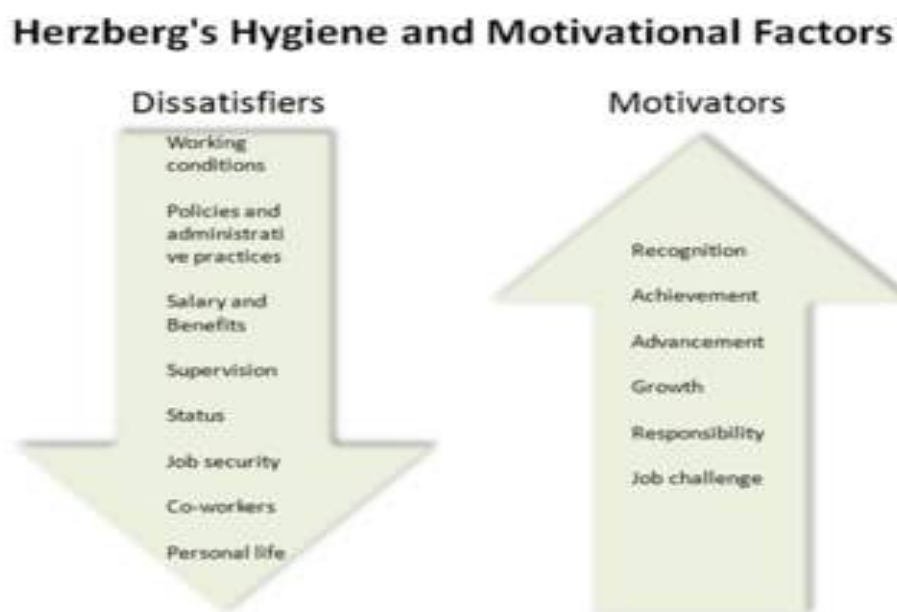 Herzberg's Hygiene and Motivational Factors
Dissatisfiers
Working
conditions
Policies and
administrati
ve practices
Salary and
Benefits
Supervision
Status
Job security
Co-workers
Personal life
Motivators
Recognition
Achievement
Advancement
Growth
Responsibility
Job challenge